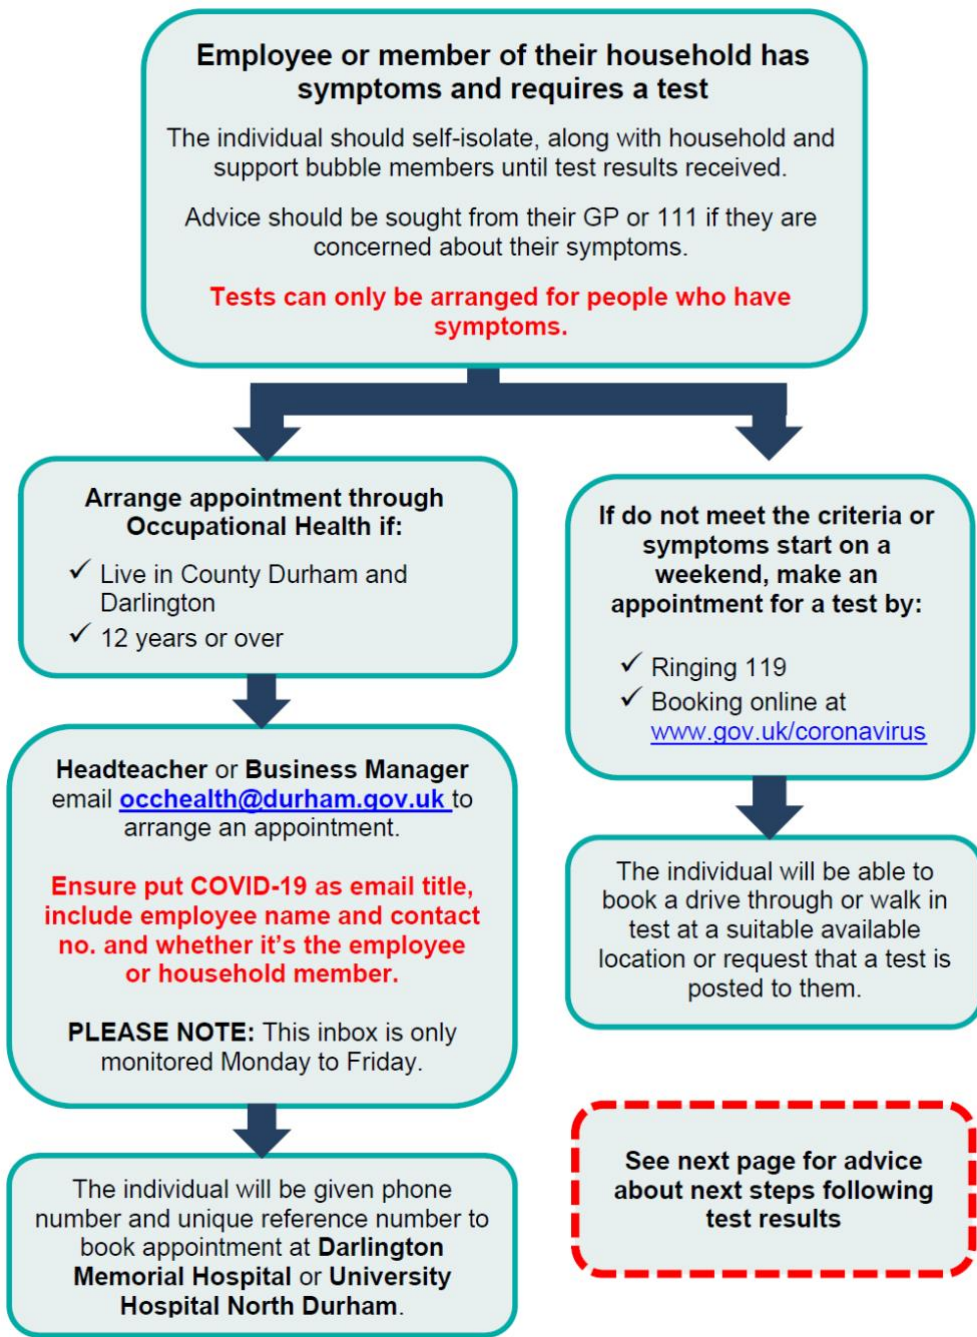 Employee or member of their household has
symptoms and requires a test
The individual should self-isolate, along with household and
support bubble members until test results received.
Advice should be sought from their GP or 111 if they are
concerned about their symptoms.
Tests can only be arranged for people who have
symptoms.
Arrange appointment through
Occupational Health if:
✓ Live in County Durham and
Darlington
✓ 12 years or over
Headteacher or Business Manager
email occhealth@durham.gov.uk to
arrange an appointment.
Ensure put COVID-19 as email title,
include employee name and contact
no. and whether it's the employee
or household member.
PLEASE NOTE: This inbox is only
monitored Monday to Friday.
The individual will be given phone
number and unique reference number to
book appointment at Darlington
Memorial Hospital or University
Hospital North Durham.
If do not meet the criteria or
symptoms start on a
weekend, make an
appointment for a test by:
✓ Ringing 119
✓ Booking online at
www.gov.uk/coronavirus
The individual will be able to
book a drive through or walk in
test at a suitable available
location or request that a test is
posted to them.
See next page for advice
about next steps following
test results